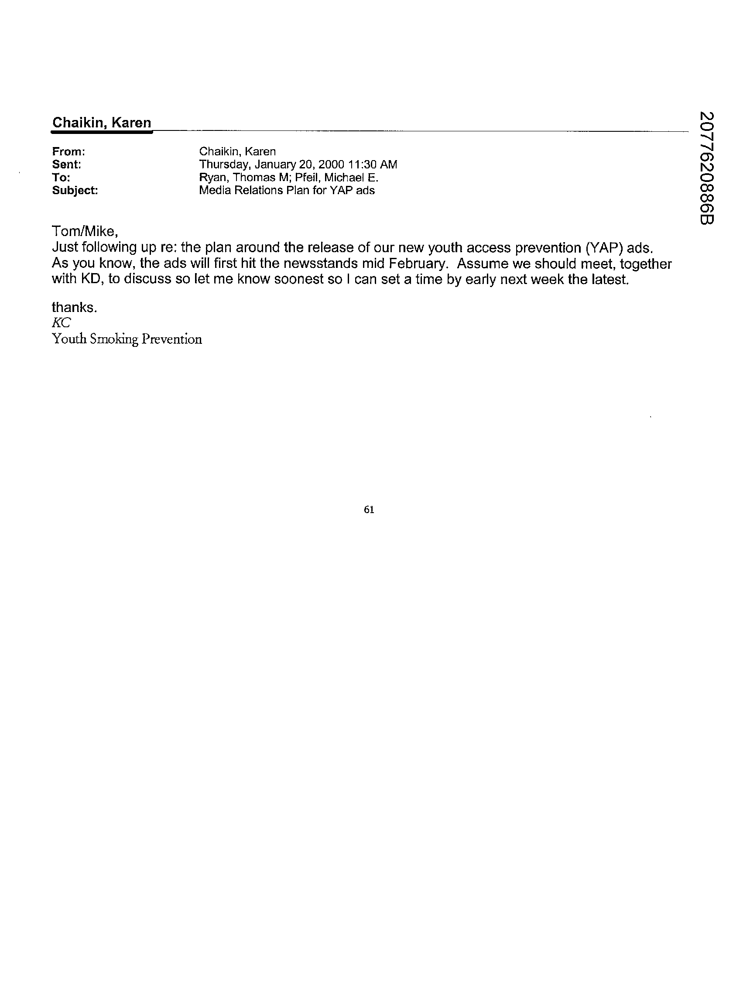 Chaikin, Karen
From: Chaikin, Karen
Sent: Thursday, January 20, 2000 11:30 AM
To: Ryan, Thomas M; Pfeil, Michael E.
Subject: Media Relations Plan for YAP ads
Tom/Mike,
Just following up re: the plan around the release of our new youth access prevention (YAP) ads.
As you know, the ads will first hit the newsstands mid February. Assume we should meet, together
with KD, to discuss so let me know soonest so I can set a time by early next week the latest.
thanks.
KC
Youth Smoking Prevention
61
2077620886B